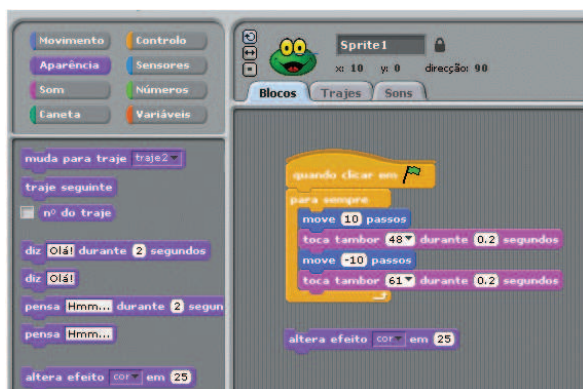 Movimento Controlo
Aparência Sensores
Som Números
Caneta Variáveis
Sprite1
x: 10 y: 0 direcção: 90
Blocos Trajes Sons
muda para traje traje2
traje seguinte
nº do traje
diz Olá! durante 2 segundos
diz Olá!
pensa Hmm... durante 2 segun
pensa Hmm...
altera efeito cor em 25
quando clicar em
para sempre
move 10 passos
toca tambor 48 durante 0.2 segundos
move -10 passos
toca tambor 61 durante 0.2 segundos
altera efeito cor em 25